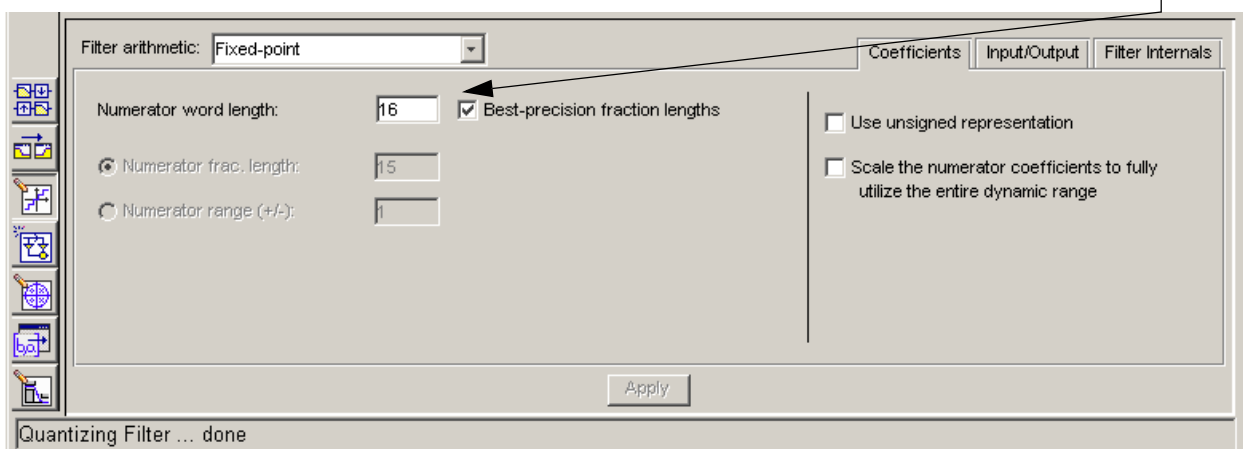 Filter arithmetic: Fixed-point
Coefficients Input/Output Filter Internals
Numerator word length: 16 Best-precision fraction lengths
Numerator frac. length: 15
Numerator range (+/-): 1
Use unsigned representation
Scale the numerator coefficients to fully
utilize the entire dynamic range
[b,a]
Apply
Quantizing Filter ... done